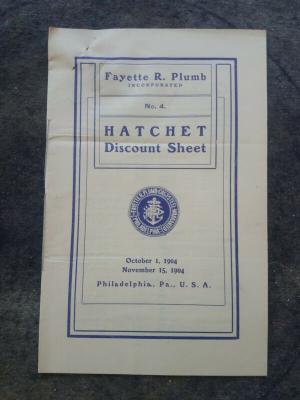 Fayette R. Plumb
INCORPORATED
No. 4.
HATCHET
Discount Sheet
October 1, 1904
November 15, 1904
Philadelphia, Pa., U. S. A.